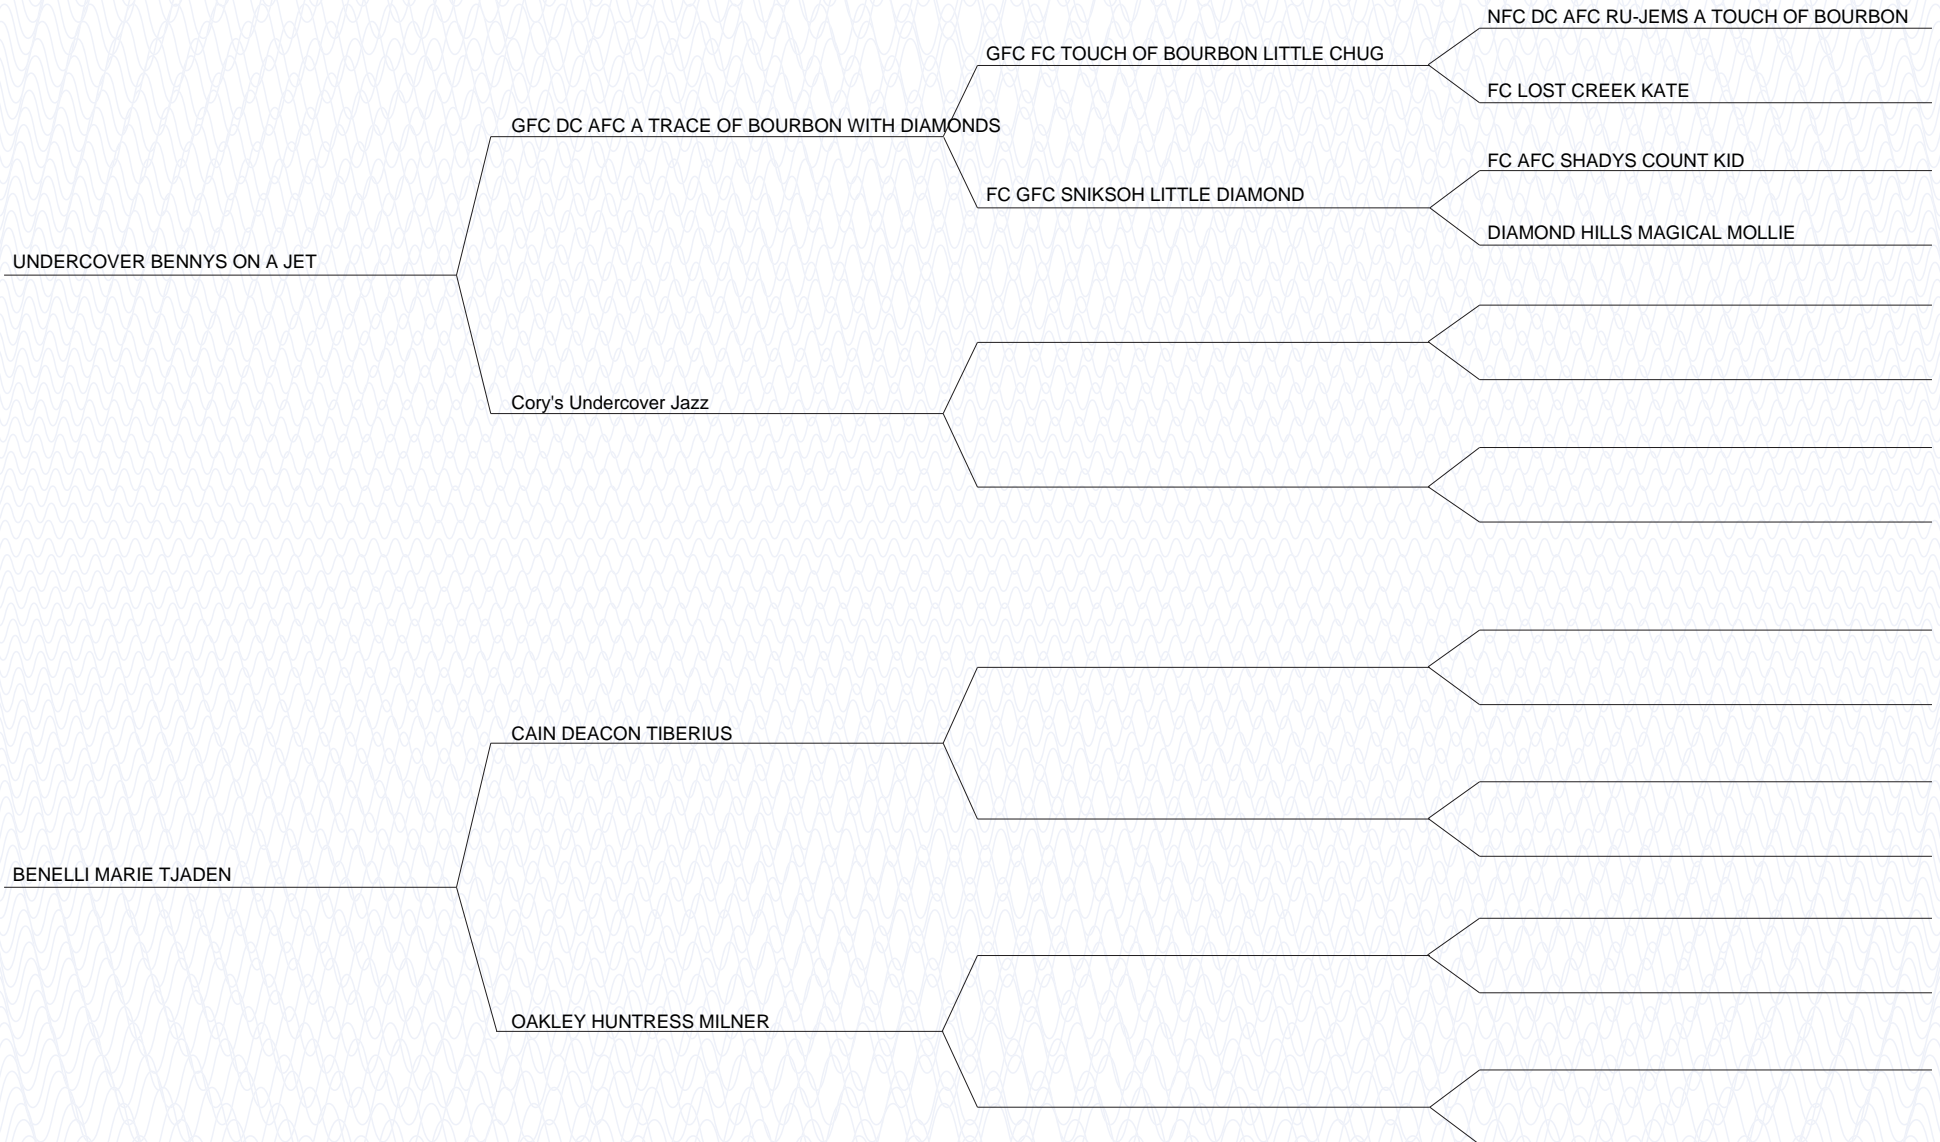 NFC DC AFC RU-JEMS A TOUCH OF BOURBON
GFC FC TOUCH OF BOURBON LITTLE CHUG
FC LOST CREEK KATE
GFC DC AFC A TRACE OF BOURBON WITH DIAMONDS
FC AFC SHADYS COUNT KID
FC GFC SNIKSOH LITTLE DIAMOND
DIAMOND HILLS MAGICAL MOLLIE
UNDERCOVER BENNYS ON A JET
Cory's Undercover Jazz
CAIN DEACON TIBERIUS
BENELLI MARIE TJADEN
OAKLEY HUNTRESS MILNER